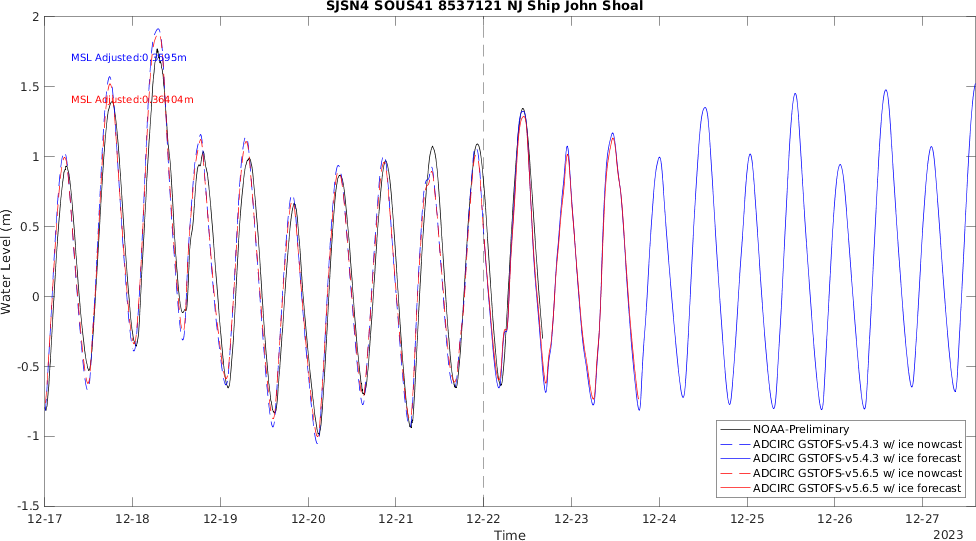 SJSN4 SOUS41 8537121 NJ Ship John Shoal
2
1.5
1
0.5
0
-0.5
-1
-1.5
Water Level (m)
MSL Adjusted:0.3695m
MSL Adjusted:0.36404m
NOAA-Preliminary
ADCIRC GSTOFS-v5.4.3 w/ ice nowcast
ADCIRC GSTOFS-v5.4.3 w/ ice forecast
ADCIRC GSTOFS-v5.6.5 w/ ice nowcast
ADCIRC GSTOFS-v5.6.5 w/ ice forecast
12-17 12-18 12-19 12-20 12-21 12-22 12-23 12-24 12-25 12-26 12-27
Time
2023